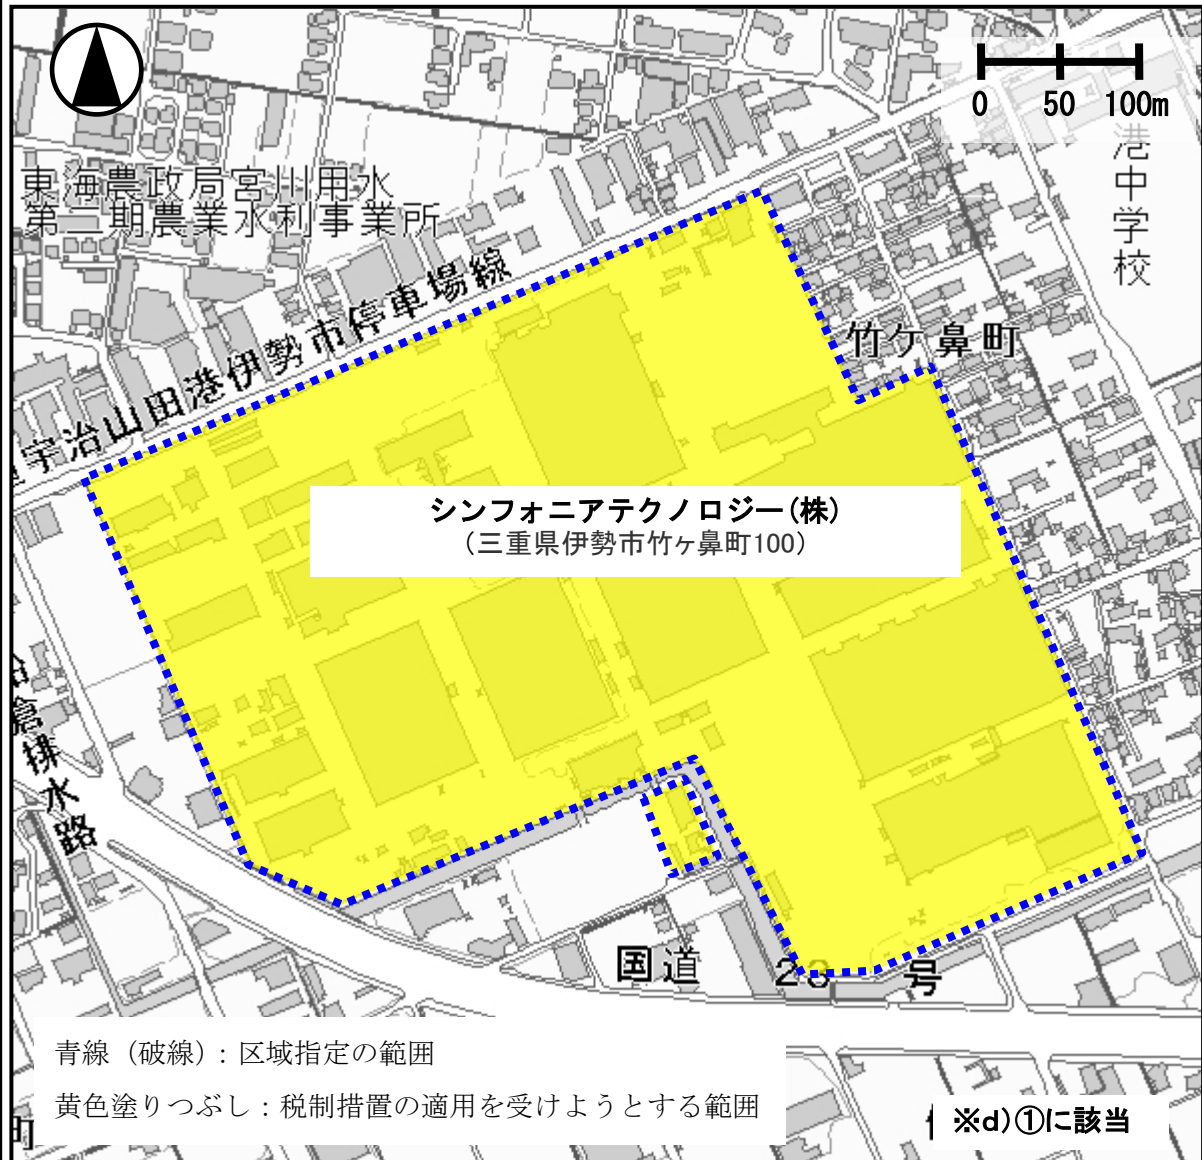 0 50 100m
港中学校
東海農政局宮川用水
第二期農業水利事業所
宇治山田港伊勢市停車場線
竹ケ鼻町
シンフォニアテクノロジー(株)
(三重県伊勢市竹ヶ鼻町100)
倉排水路
国道 23 号
青線（破線）: 区域指定の範囲
黄色塗りつぶし : 税制措置の適用を受けようとする範囲
町
※d)①に該当